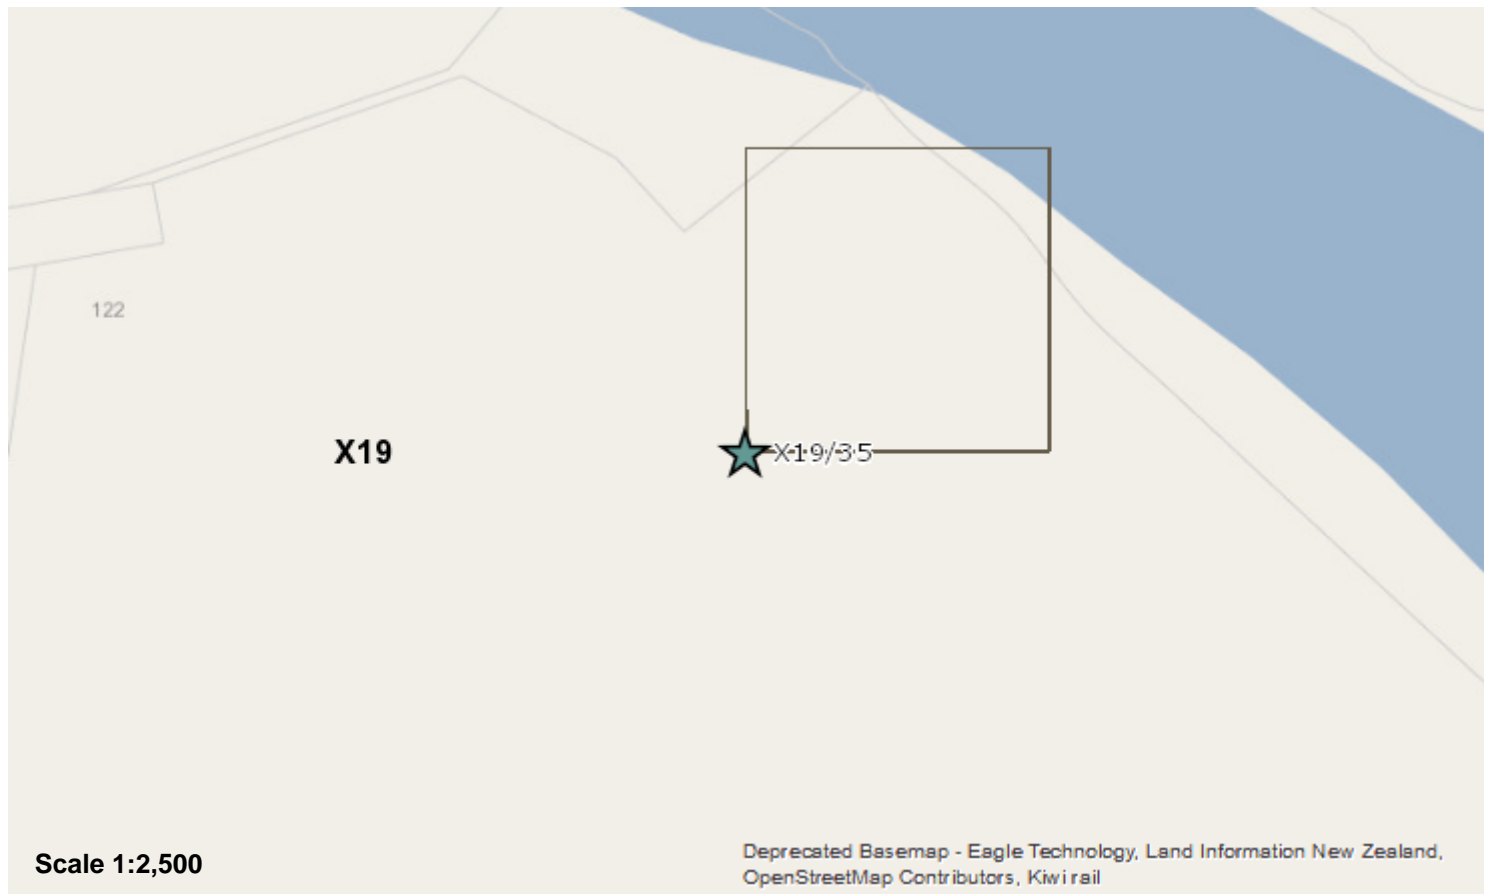 122
X19
X19/35
Scale 1:2,500
Deprecated Basemap - Eagle Technology, Land Information New Zealand,
OpenStreetMap Contributors, Kiwi rail